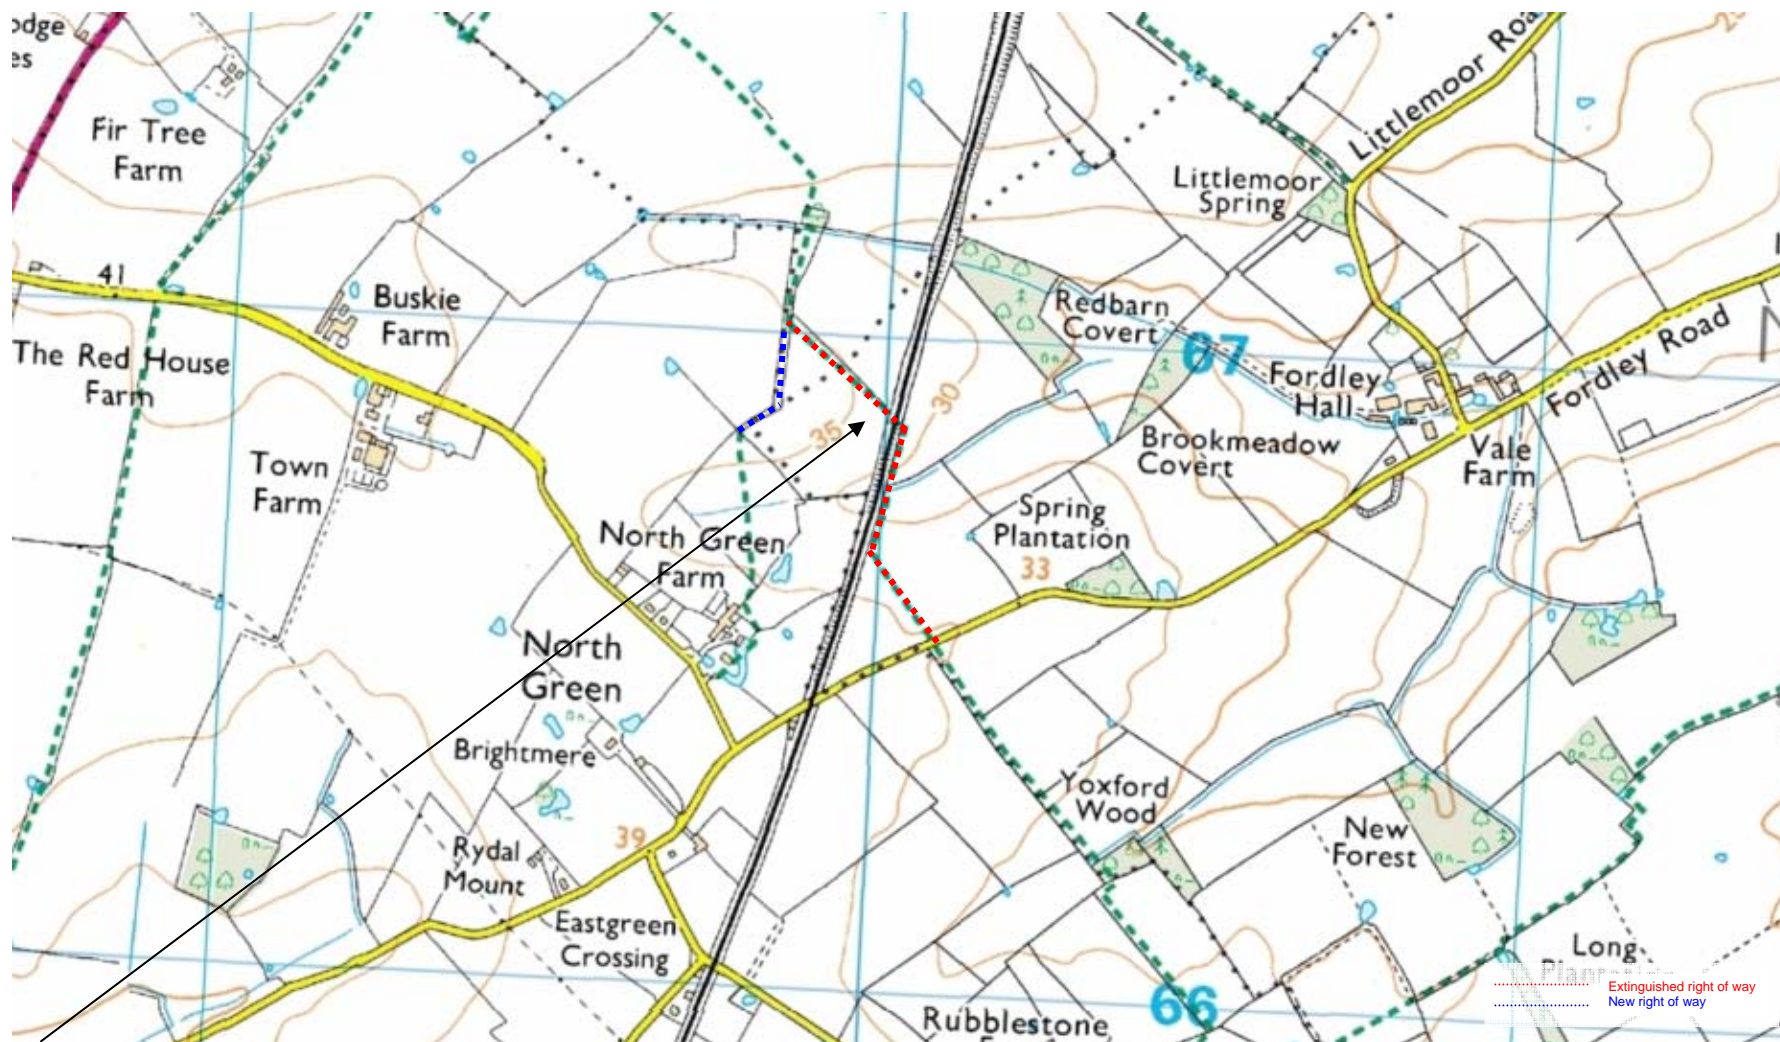 odge
es
Fir Tree
Farm
41
Buskie
Farm
The Red House
Farm
Town
Farm
North Green
Farm
North
Green
Brightmere
Rydal
Mount
39
Eastgreen
Crossing
35
30
Littlemoor
Spring
Littlemoor Roa
Redbarn
Covert
67
Fordley
Hall
Fordley Road
Brookmeadow
Covert
Vale
Farm
Spring
Plantation
33
Yoxford
Wood
New
Forest
Long
Rubblestone
66
Extinguished right of way
New right of way